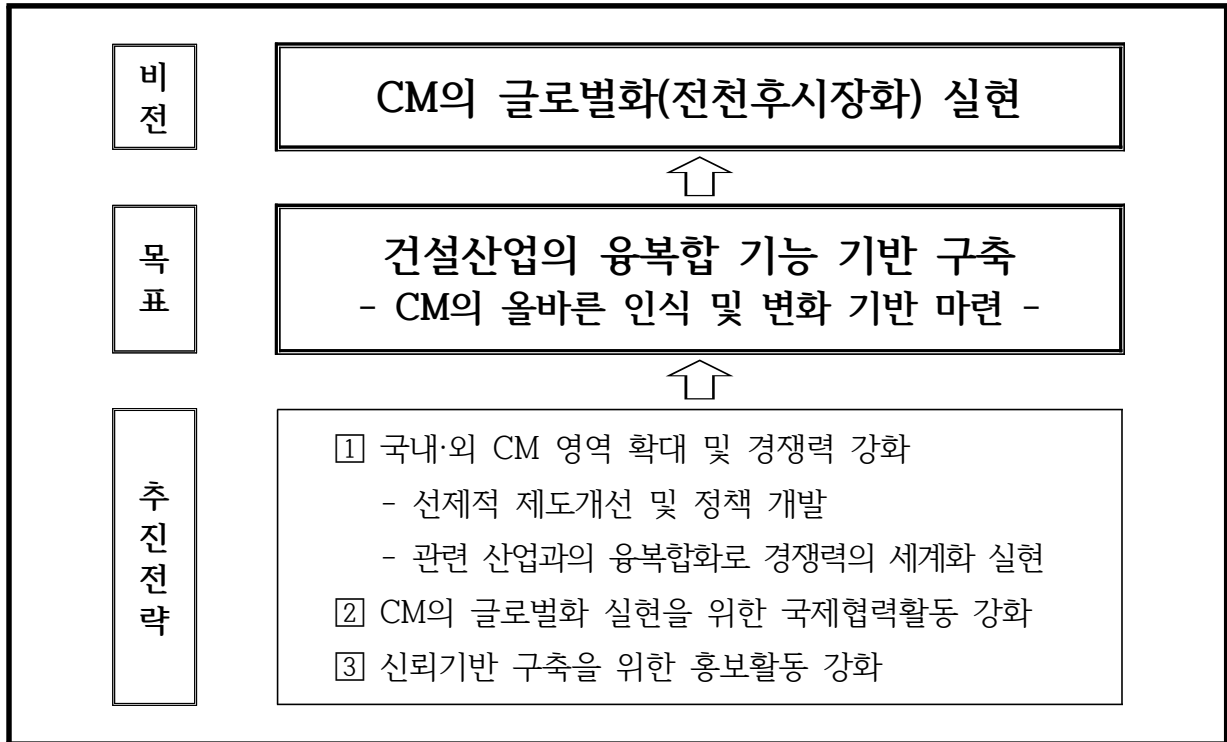 비전
CM의 글로벌화(전천후시장화) 실현
목표
건설산업의 융복합 기능 기반 구축
- CM의 올바른 인식 및 변화 기반 마련 -
추진전략
1 국내·외 CM 영역 확대 및 경쟁력 강화
- 선제적 제도개선 및 정책 개발
- 관련 산업과의 융복합화로 경쟁력의 세계화 실현
2 CM의 글로벌화 실현을 위한 국제협력활동 강화
3 신뢰기반 구축을 위한 홍보활동 강화